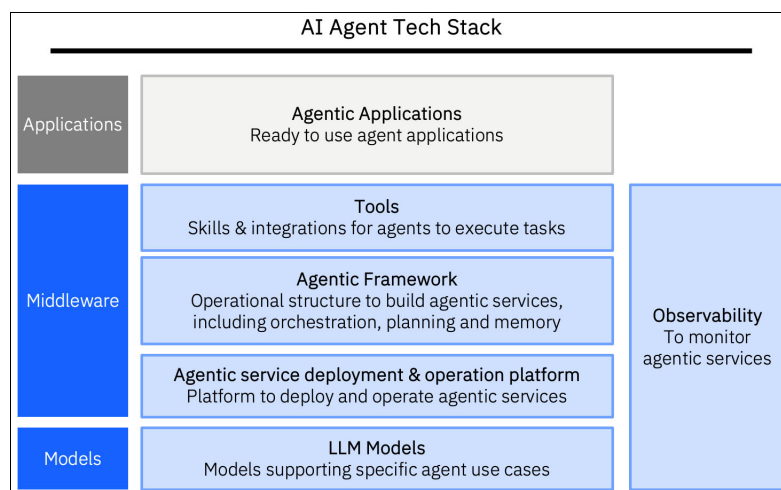 AI Agent Tech Stack
Applications
Agentic Applications
Ready to use agent applications
Middleware
Tools
Skills & integrations for agents to execute tasks
Agentic Framework
Operational structure to build agentic services,
including orchestration, planning and memory
Agentic service deployment & operation platform
Platform to deploy and operate agentic services
Observability
To monitor
agentic services
Models
LLM Models
Models supporting specific agent use cases